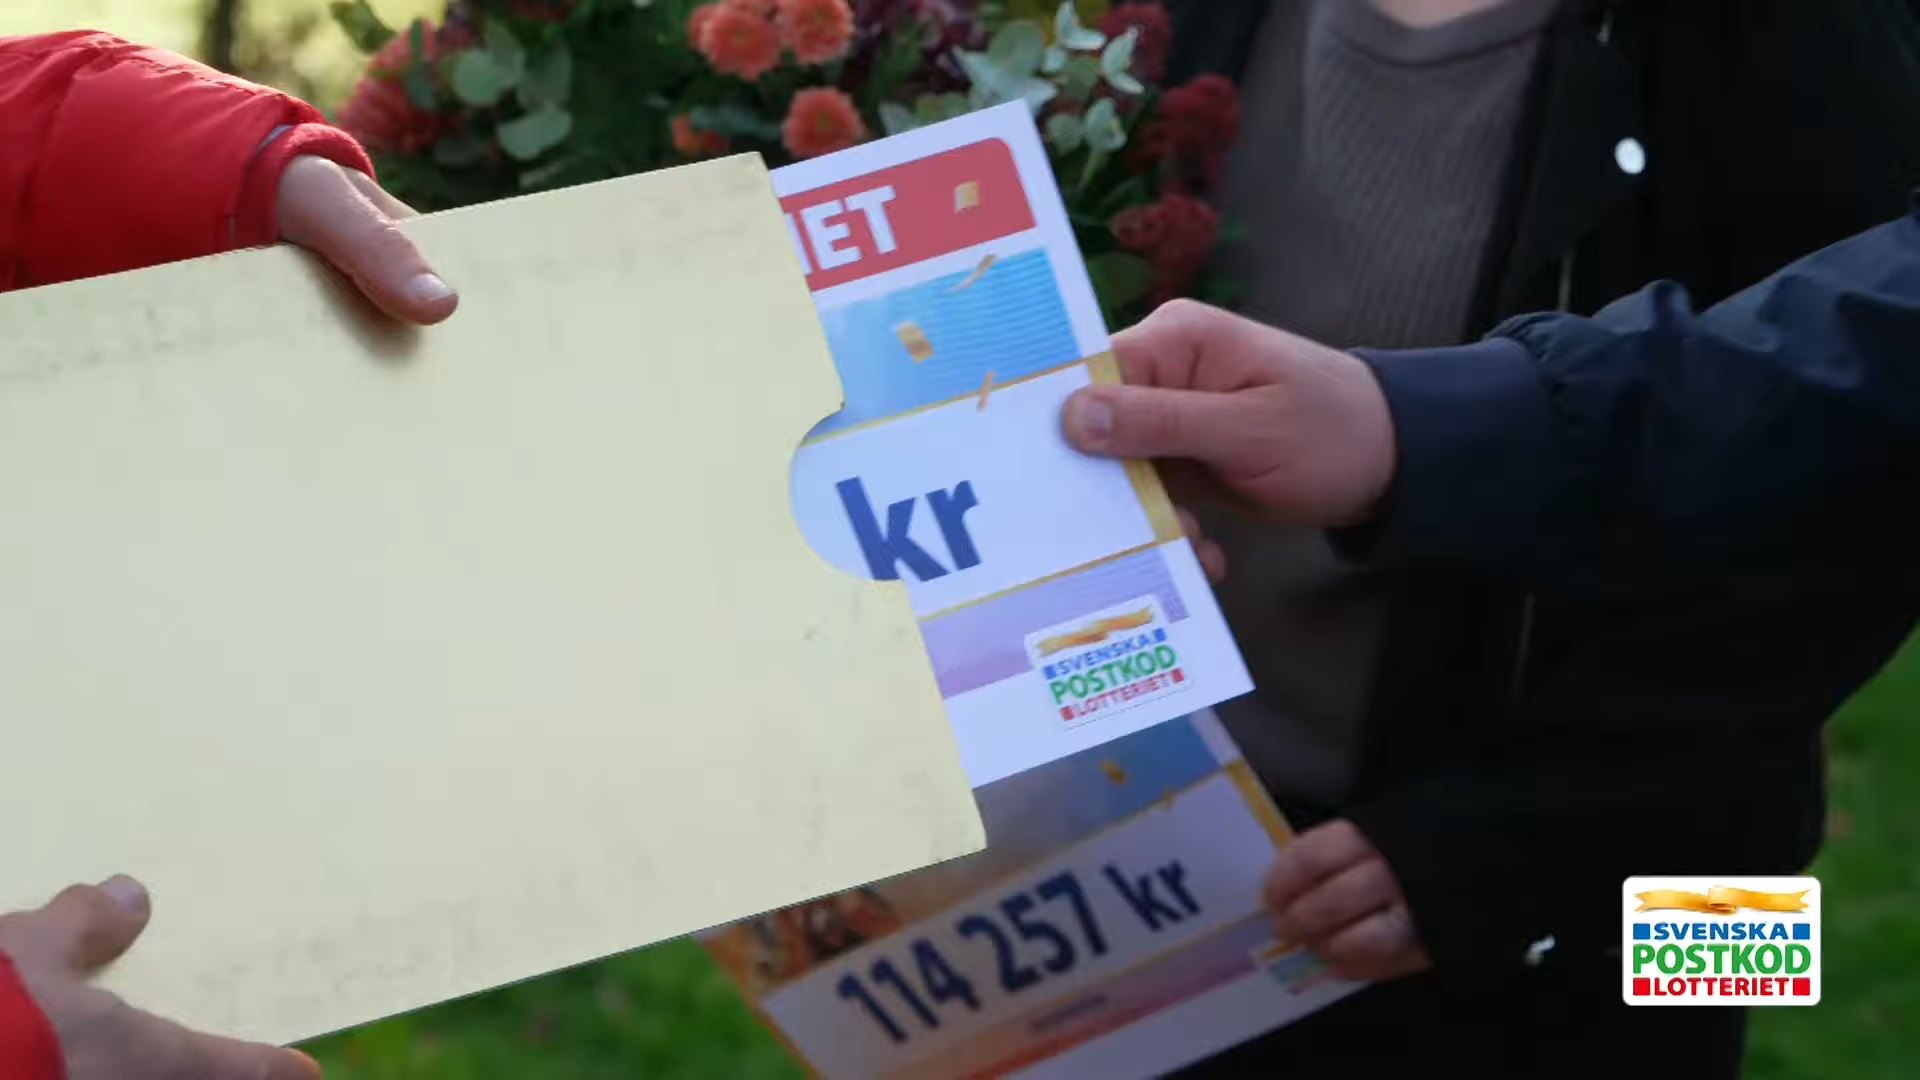 IET
kr
SVENSKA
POSTKOD
LOTTERIET
114 257 kr
SVENSKA
POSTKOD
LOTTERIET